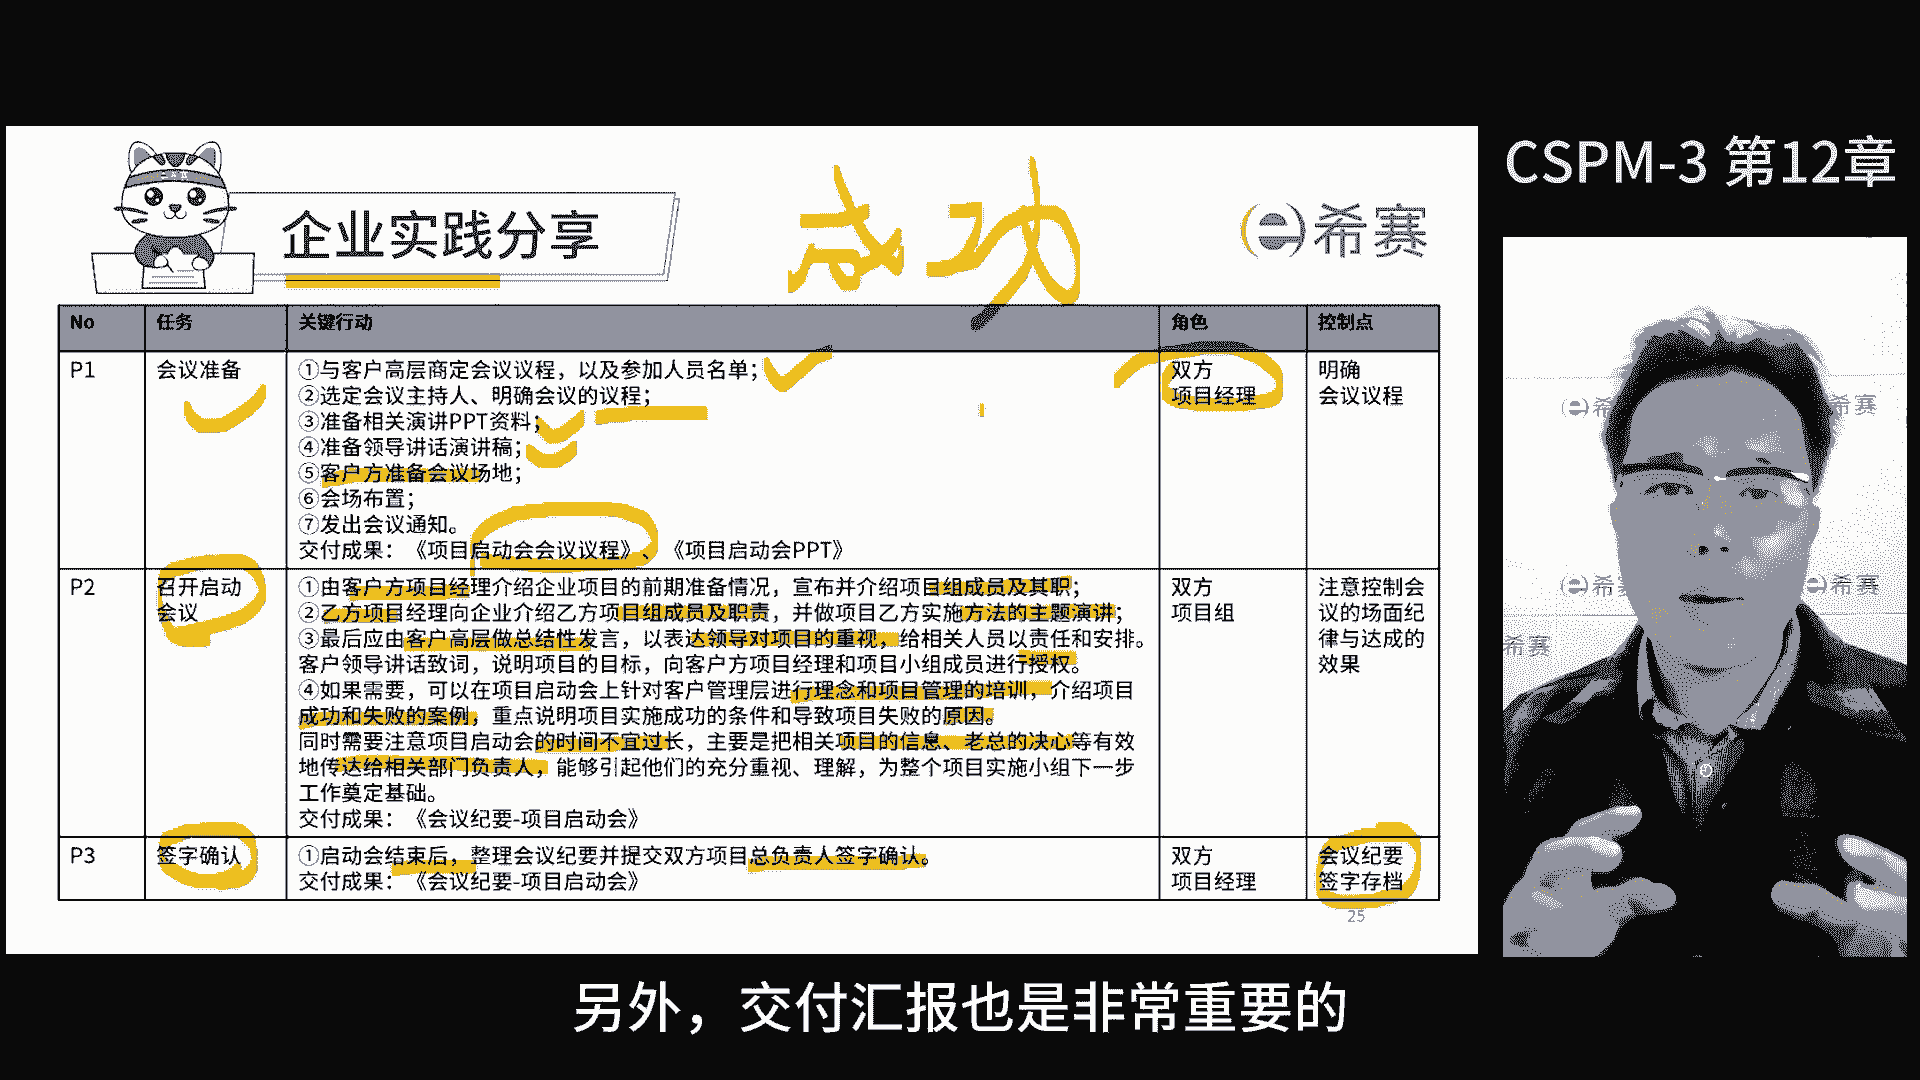 CSPM-3 第12章
企业实践分享
成功
希赛
No 任务 关键行动 角色 控制点
P1 会议准备
①与客户高层商定会议议程，以及参加人员名单；
②选定会议主持人、明确会议的议程；
③准备相关演讲PPT资料；
④准备领导讲话演讲稿；
⑤客户方准备会议场地；
⑥会场布置；
⑦发出会议通知。
交付成果：《项目启动会会议议程》、《项目启动会PPT》
双方
项目经理
明确
会议议程
P2 召开启动
会议
①由客户方项目经理介绍企业项目的前期准备情况，宣布并介绍项目组成员及其职；
②乙方项目经理向企业介绍乙方项目组成员及职责，并做项目乙方实施方法的主题演讲；
③最后应由客户高层做总结性发言，以表达领导对项目的重视，给相关人员以责任和安排。
客户领导讲话致词，说明项目的目标，向客户方项目经理和项目小组成员进行授权。
④如果需要，可以在项目启动会上针对客户管理层进行理念和项目管理的培训，介绍项目
成功和失败的案例，重点说明项目实施成功的条件和导致项目失败的原因。
同时需要注意项目启动会的时间不宜过长，主要是把相关项目的信息、老总的决心等有效
地传达给相关部门负责人，能够引起他们的充分重视、理解，为整个项目实施小组下一步
工作奠定基础。
交付成果：《会议纪要-项目启动会》
双方
项目组
注意控制会
议的场面纪
律与达成的
效果
P3 签字确认
①启动会结束后，整理会议纪要并提交双方项目总负责人签字确认。
交付成果：《会议纪要-项目启动会》
双方
项目经理
会议纪要
签字存档
25
希赛
希赛
希赛
另外，交付汇报也是非常重要的